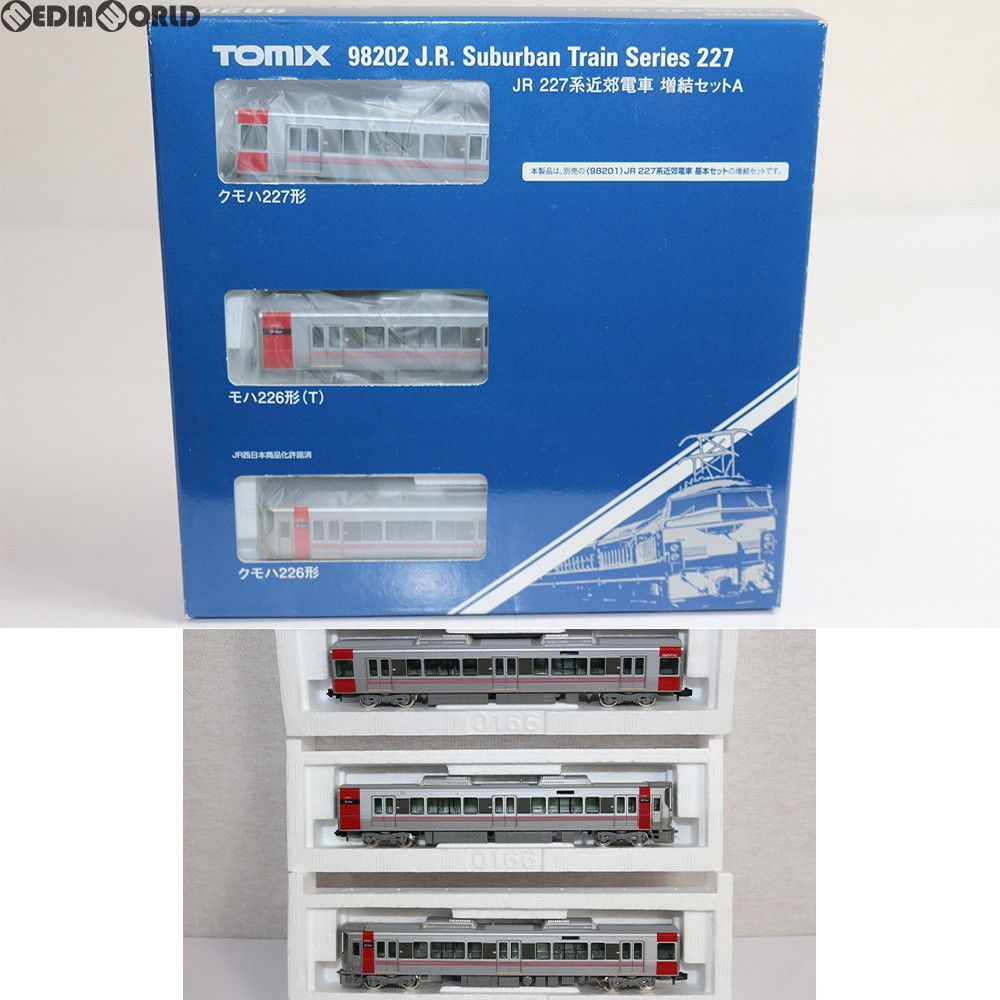 MEDIAWORLD
TOMIX 98202 J.R. Suburban Train Series 227
JR 227系近郊電車 増結セットA
本製品は、別売の〈98201〉JR 227系近郊電車 基本セットの増結セットです。
クモハ227形
モハ226形(T)
JR西日本商品化許諾済
クモハ226形
0166
0166